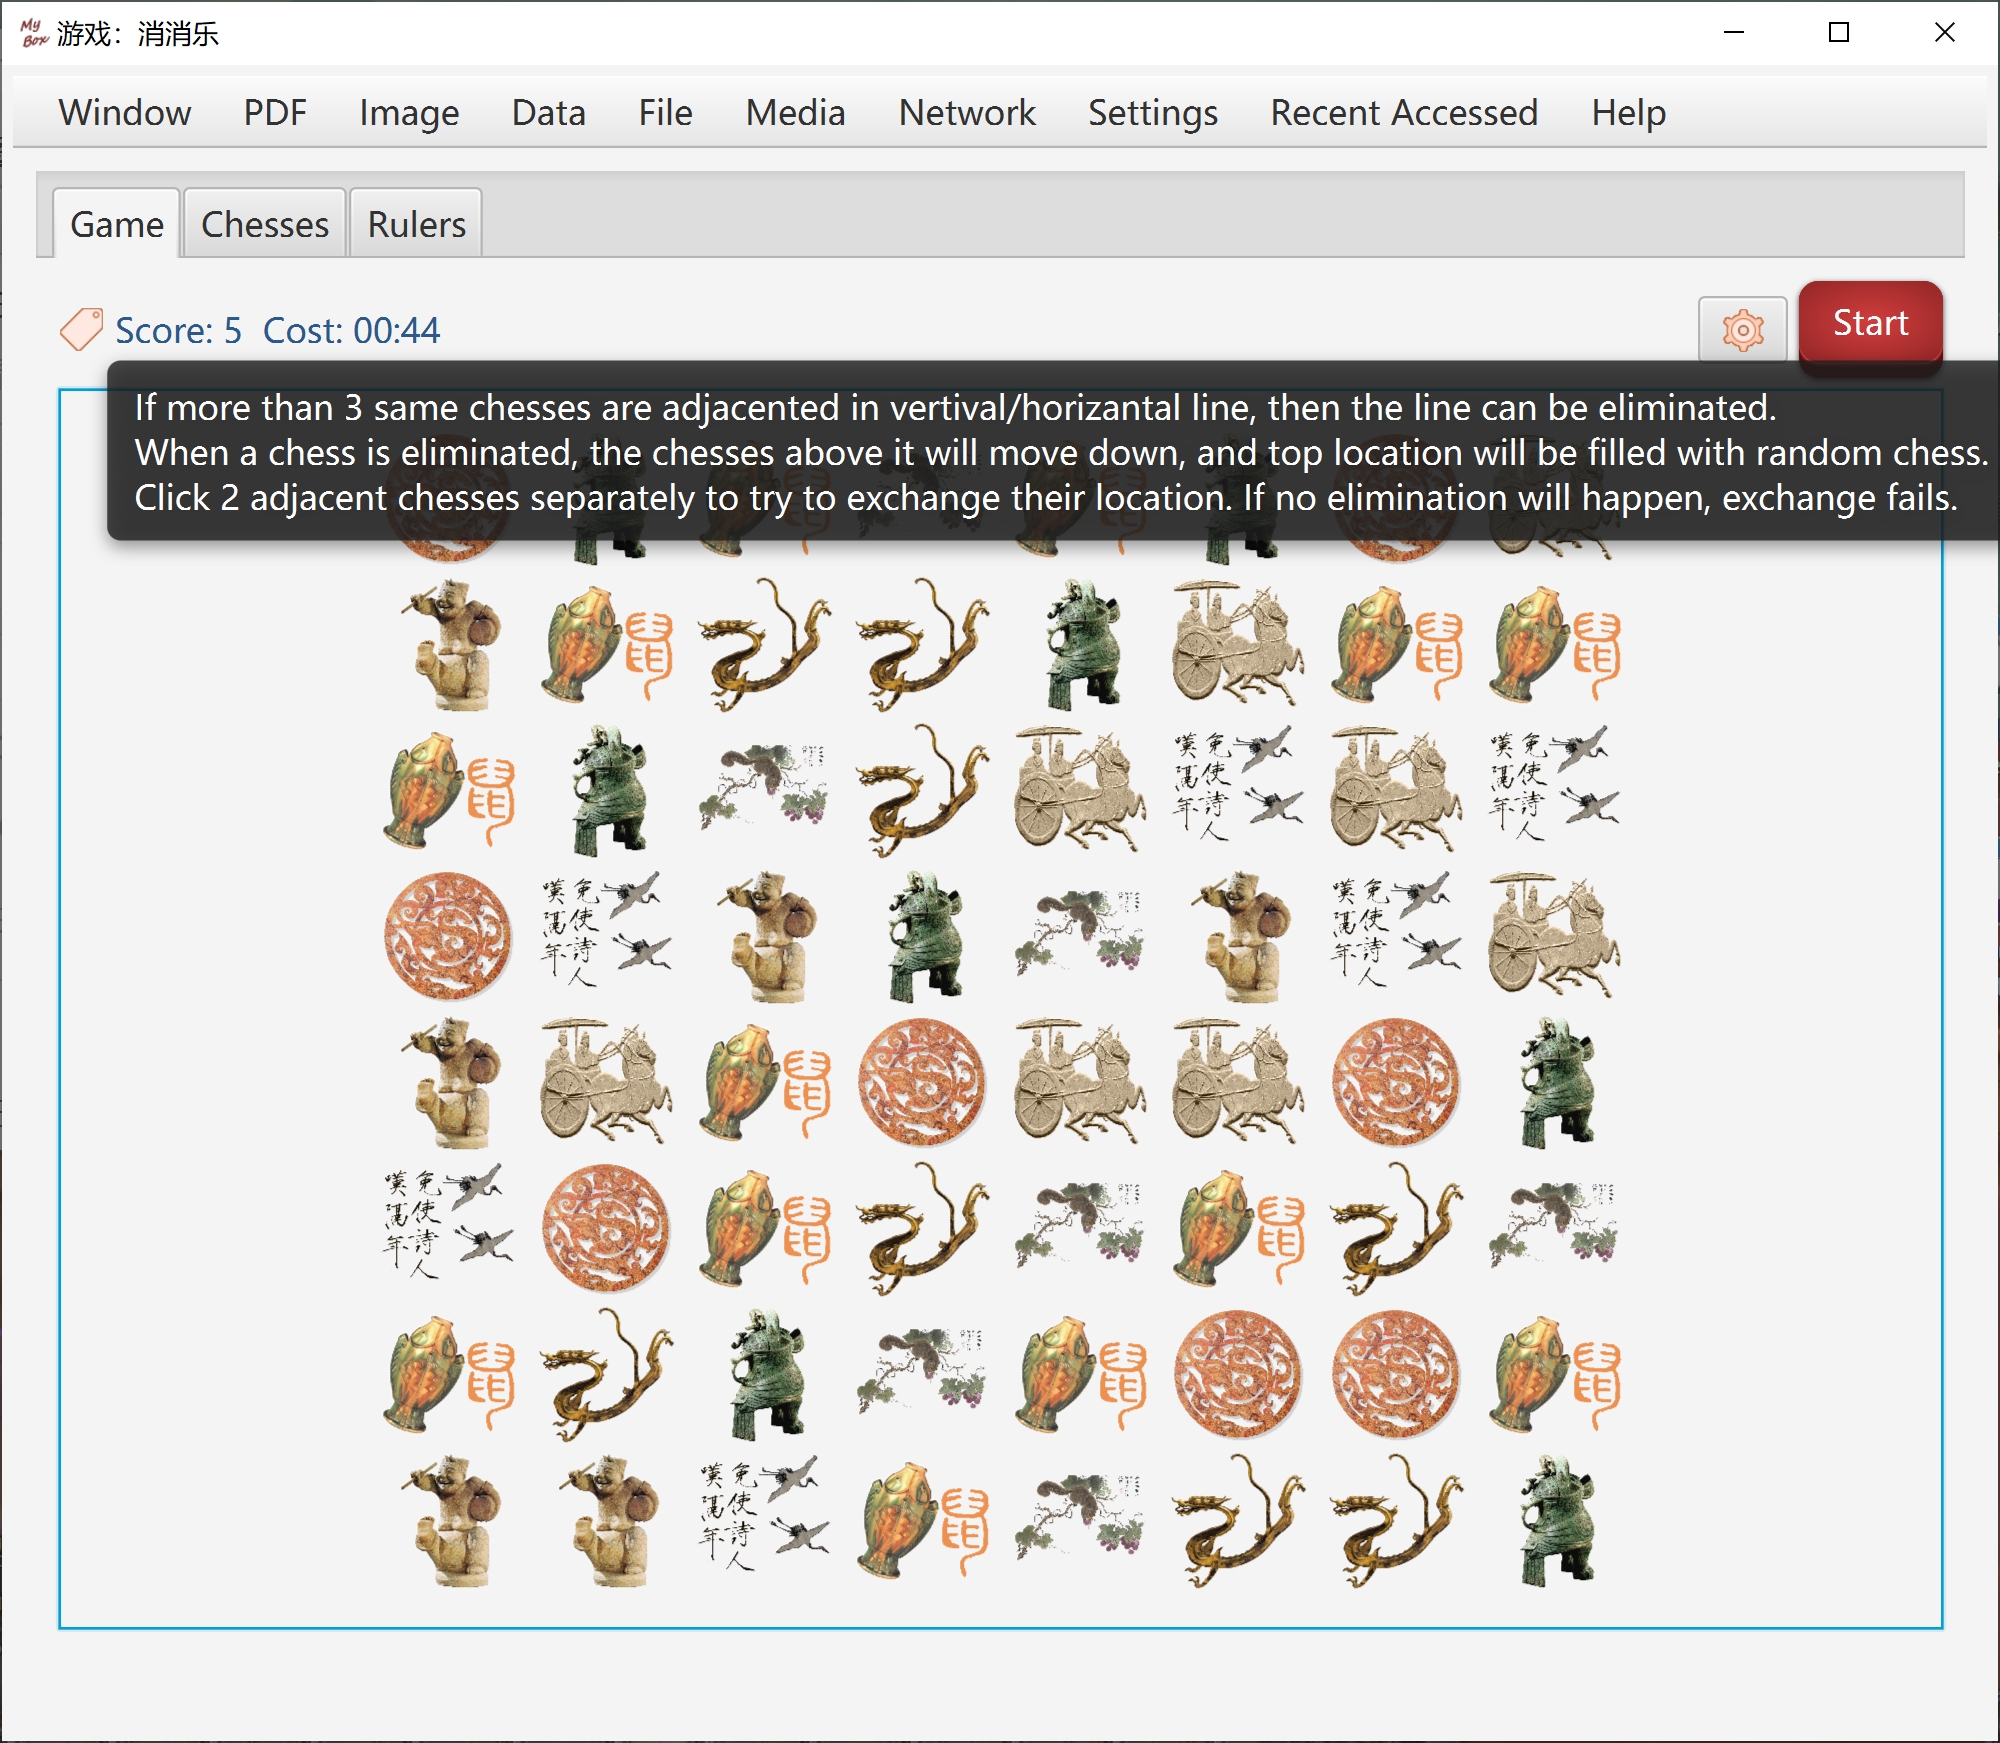 My Box 游戏：消消乐
Window PDF Image Data File Media Network Settings Recent Accessed Help
Game Chesses Rulers
Score: 5 Cost: 00:44
Start
If more than 3 same chesses are adjacented in vertival/horizantal line, then the line can be eliminated.
When a chess is eliminated, the chesses above it will move down, and top location will be filled with random chess.
Click 2 adjacent chesses separately to try to exchange their location. If no elimination will happen, exchange fails.